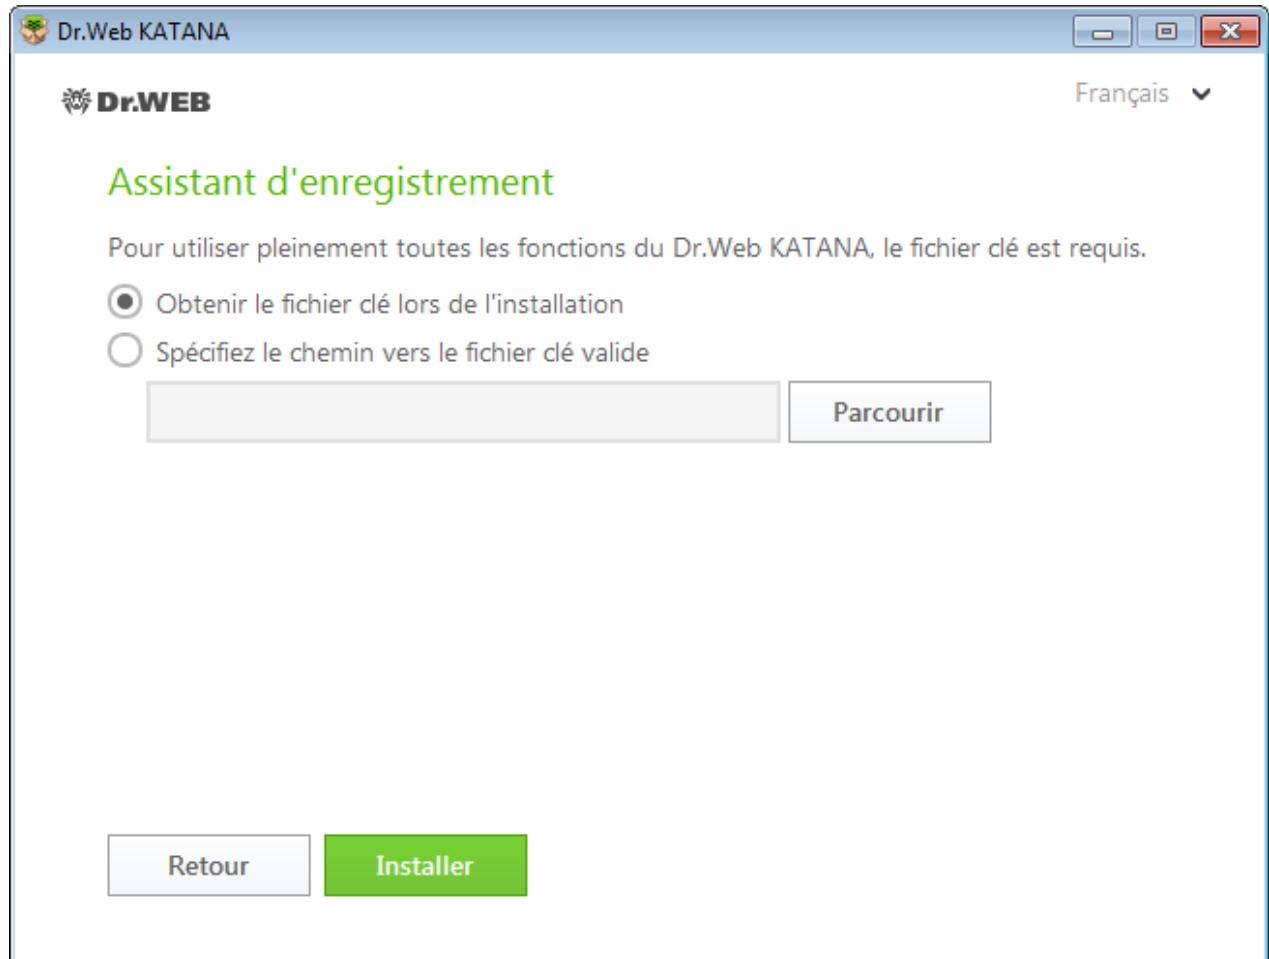 Dr.Web KATANA
Dr.WEB
Français
Assistant d'enregistrement
Pour utiliser pleinement toutes les fonctions du Dr.Web KATANA, le fichier clé est requis.
Obtenir le fichier clé lors de l'installation
Spécifiez le chemin vers le fichier clé valide
Parcourir
Retour
Installer